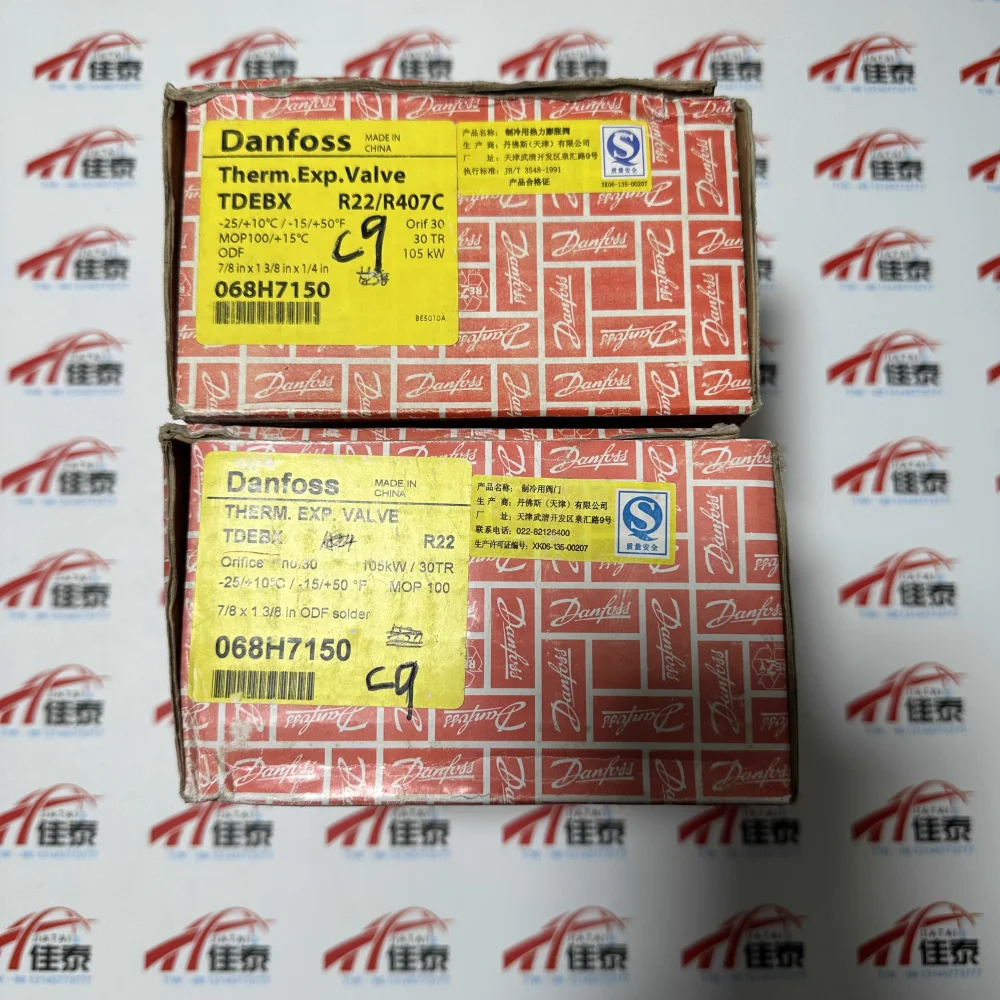 Danfoss MADE IN CHINA
Therm.Exp.Valve
TDEBX R22/R407C
-25/+10°C / -15/+50°F Orif 30
MOP100/+15°C 30 TR
ODF 105 kW
7/8 in x 1 3/8 in x 1/4 in
068H7150
BE5010A
C9
产品名称: 制冷用热力膨胀阀
生 产 商: 丹佛斯(天津)有限公司
厂 址: 天津武清开发区泉汇路9号
执行标准: JB/T 3548-1991
产品合格证
质量安全
XK06-135-00207
Danfoss MADE IN CHINA
THERM. EXP. VALVE
TDEBX R22
Orifice no.30 105kW / 30TR
-25/+10°C / -15/+50 °F MOP 100
7/8 x 1 3/8 in ODF solder
068H7150
C9
产品名称: 制冷用阀门
生 产 商: 丹佛斯(天津)有限公司
厂 址: 天津武清开发区泉汇路9号
联系电话: 022-82126400
生产许可证编号: XK06-135-00207
质量安全
Danfoss
JIATAI
佳泰